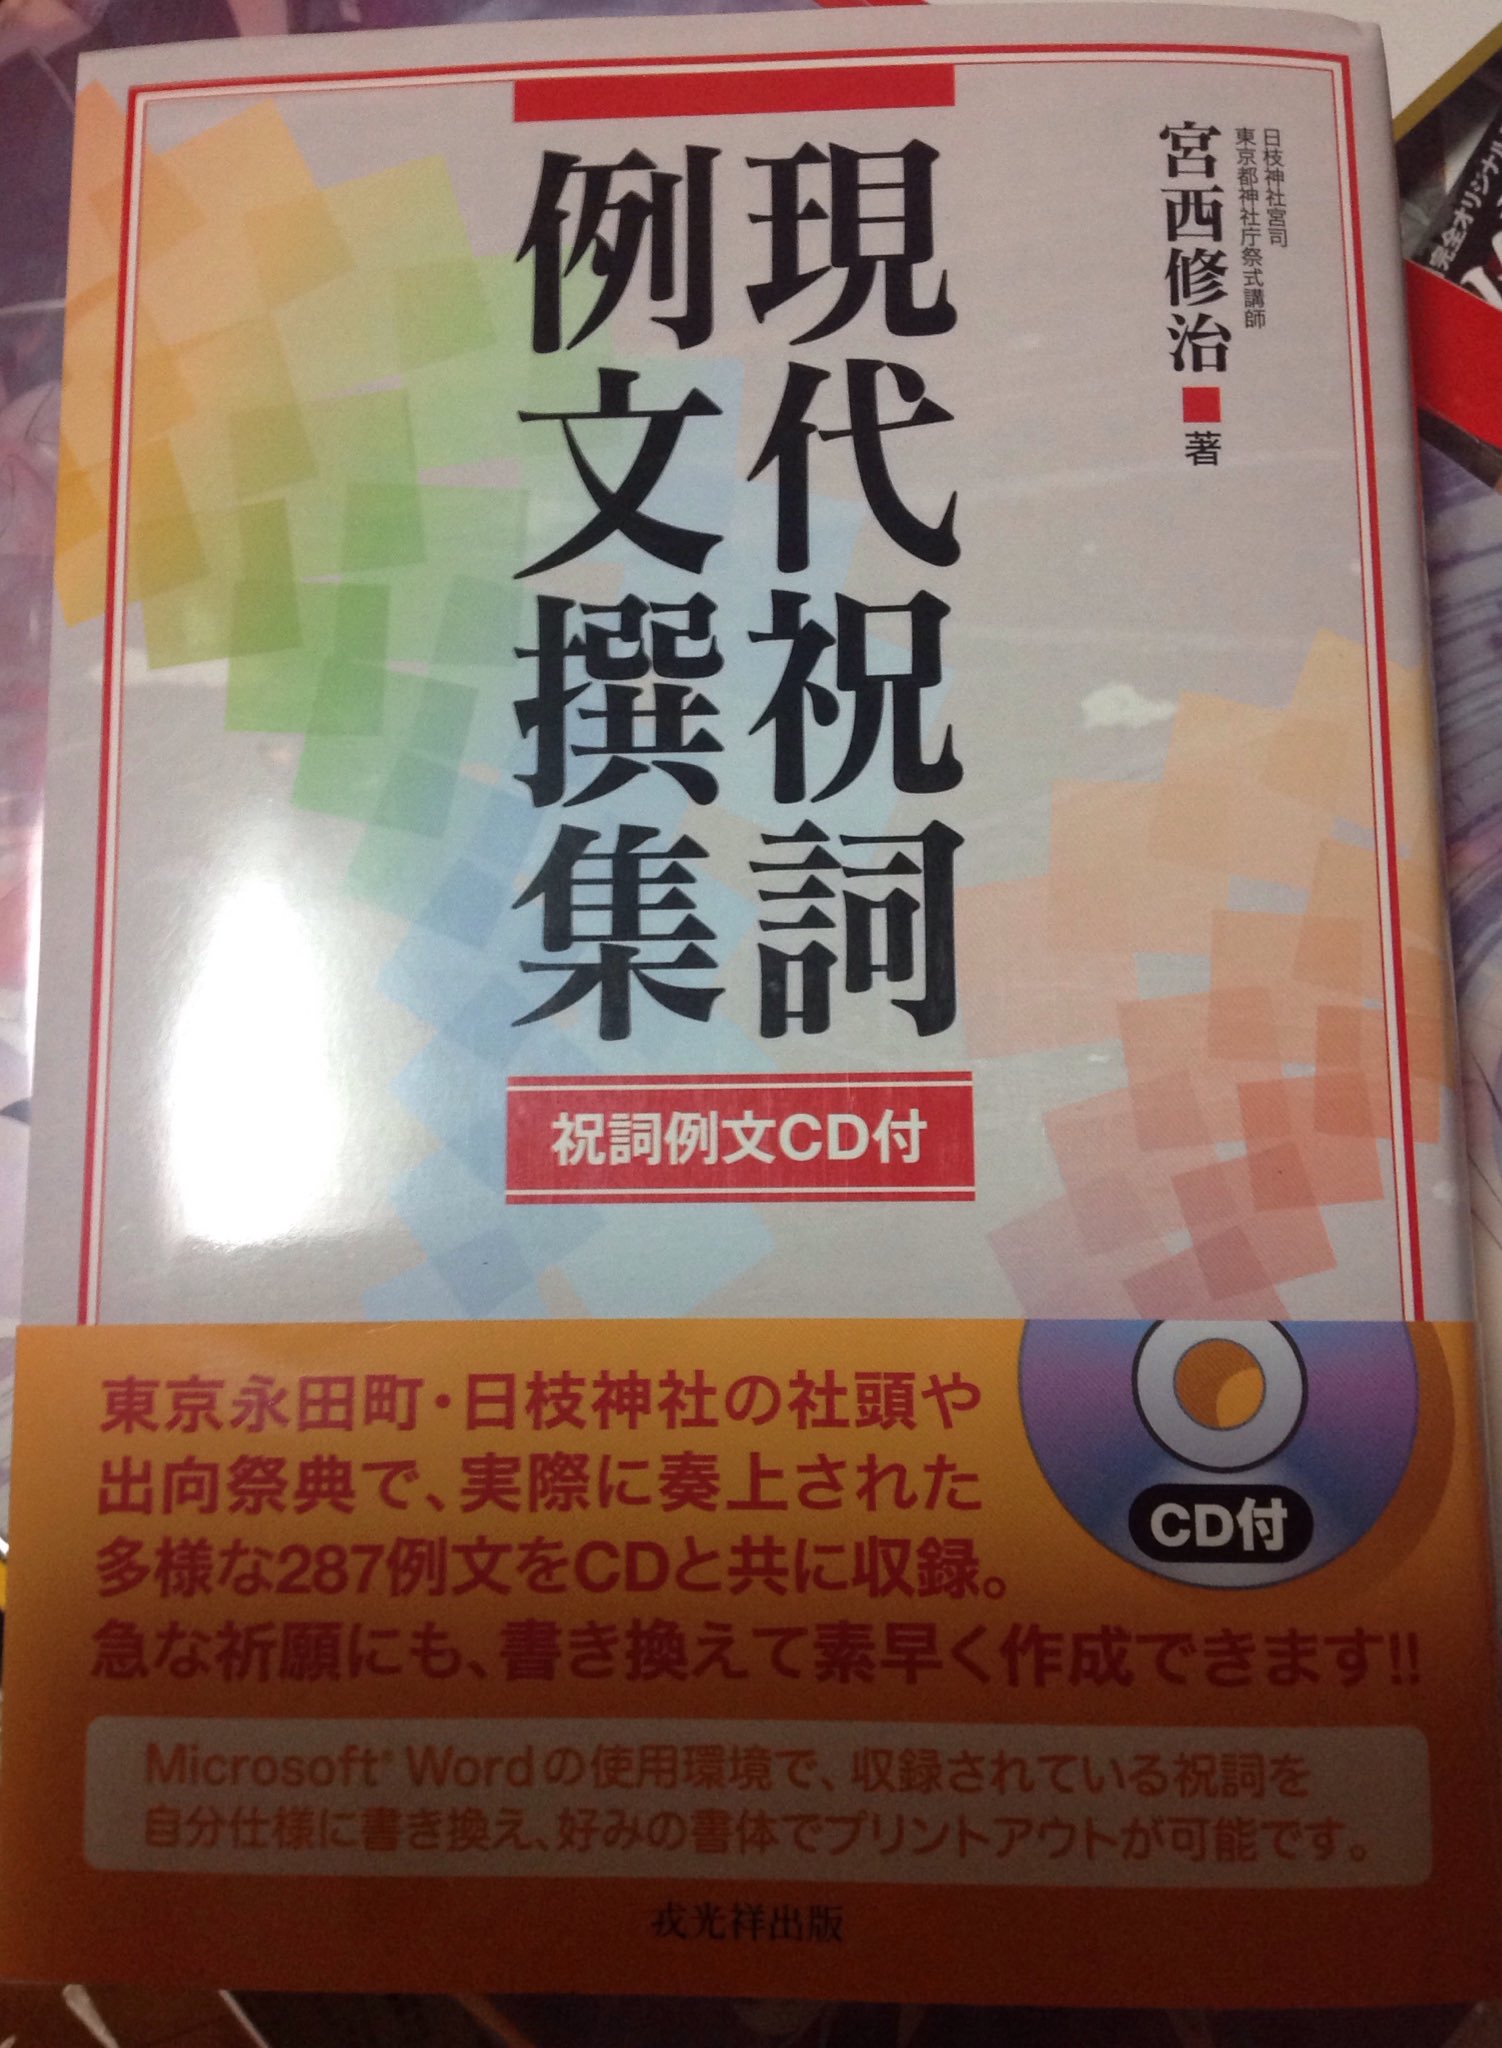 日枝神社宮司
東京都神社庁祭式講師
宮西修治■著
現代祝詞
例文撰集
祝詞例文CD付
東京永田町・日枝神社の社頭や
出向祭典で、実際に奏上された
多様な287例文をCDと共に収録。
急な祈願にも、書き換えて素早く作成できます!!
CD付
Microsoft® Wordの使用環境で、収録されている祝詞を
自分仕様に書き換え、好みの書体でプリントアウトが可能です。
戎光祥出版
完全オリジナル